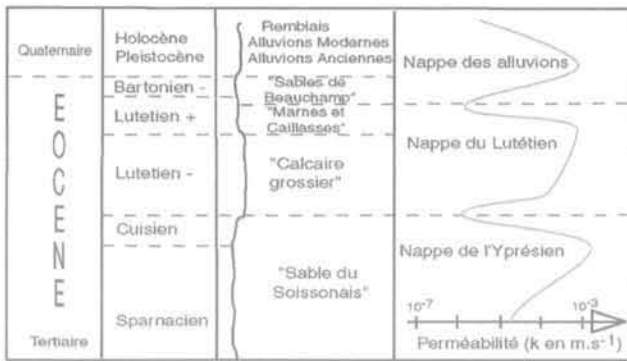 Quaternaire
Holocène
Pleistocène
Remblais
Alluvions Modernes
Alluvions Anciennes
Nappe des alluvions
Bartonien -
"Sables de
Beauchamp"
Lutetien +
"Marnes et
Caillasses"
Nappe du Lutétien
Lutetien -
"Calcaire
grossier"
EOCENE
Cuisien
Nappe de l'Yprésien
"Sable du
Soissonais"
Sparnacien
Tertiaire
10-7
10-3
Perméabilité (k en m.s-1)